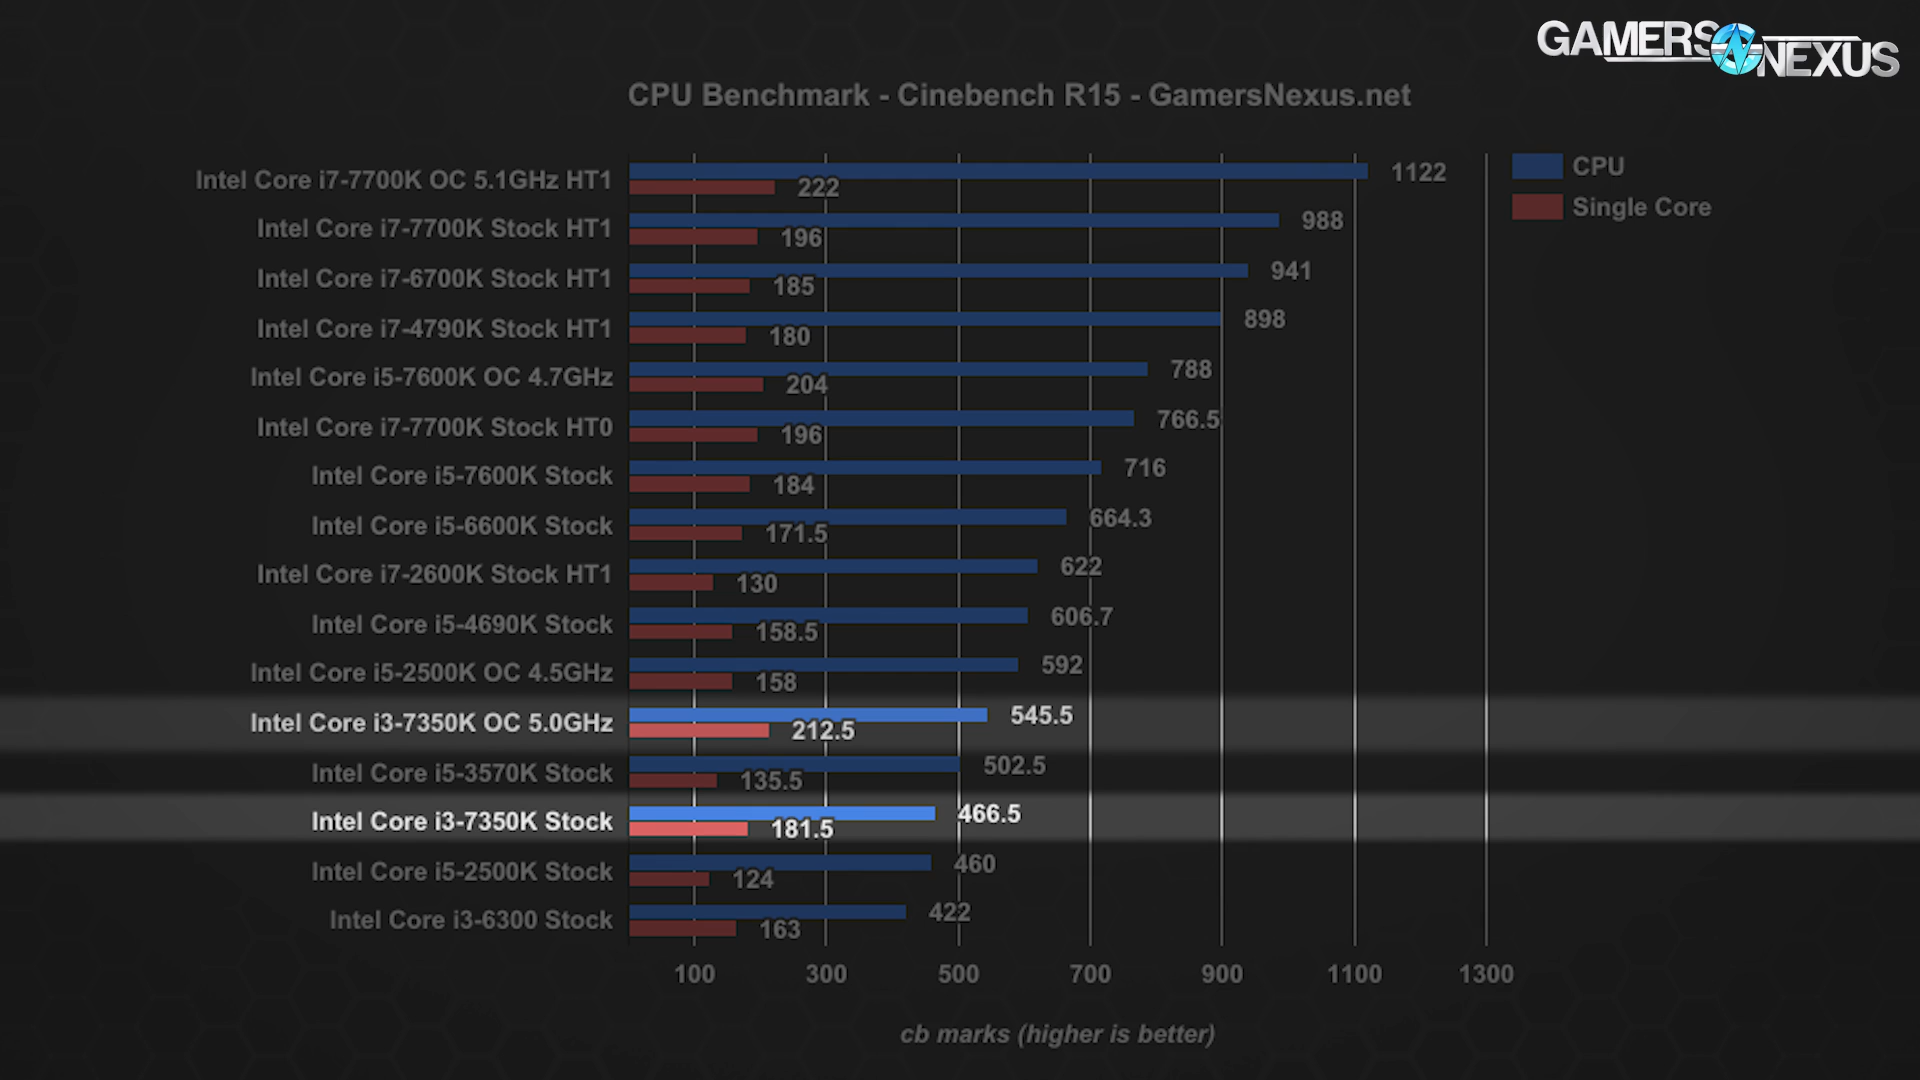 GAMERS NEXUS
CPU Benchmark - Cinebench R15 - GamersNexus.net
CPU
Single Core
Intel Core i7-7700K OC 5.1GHz HT1
1122
222
Intel Core i7-7700K Stock HT1
988
196
Intel Core i7-6700K Stock HT1
941
185
Intel Core i7-4790K Stock HT1
898
180
Intel Core i5-7600K OC 4.7GHz
788
204
Intel Core i7-7700K Stock HT0
766.5
196
Intel Core i5-7600K Stock
716
184
Intel Core i5-6600K Stock
664.3
171.5
Intel Core i7-2600K Stock HT1
622
130
Intel Core i5-4690K Stock
606.7
158.5
Intel Core i5-2500K OC 4.5GHz
592
158
Intel Core i3-7350K OC 5.0GHz
545.5
212.5
Intel Core i5-3570K Stock
502.5
135.5
Intel Core i3-7350K Stock
466.5
181.5
Intel Core i5-2500K Stock
460
124
Intel Core i3-6300 Stock
422
163
100 300 500 700 900 1100 1300
cb marks (higher is better)